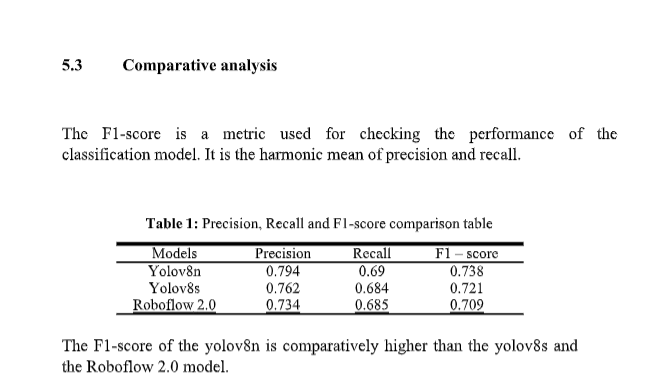 5.3 Comparative analysis
The F1-score is a metric used for checking the performance of the
classification model. It is the harmonic mean of precision and recall.
Table 1: Precision, Recall and F1-score comparison table
Models Precision Recall F1 – score
Yolov8n 0.794 0.69 0.738
Yolov8s 0.762 0.684 0.721
Roboflow 2.0 0.734 0.685 0.709
The F1-score of the yolov8n is comparatively higher than the yolov8s and
the Roboflow 2.0 model.